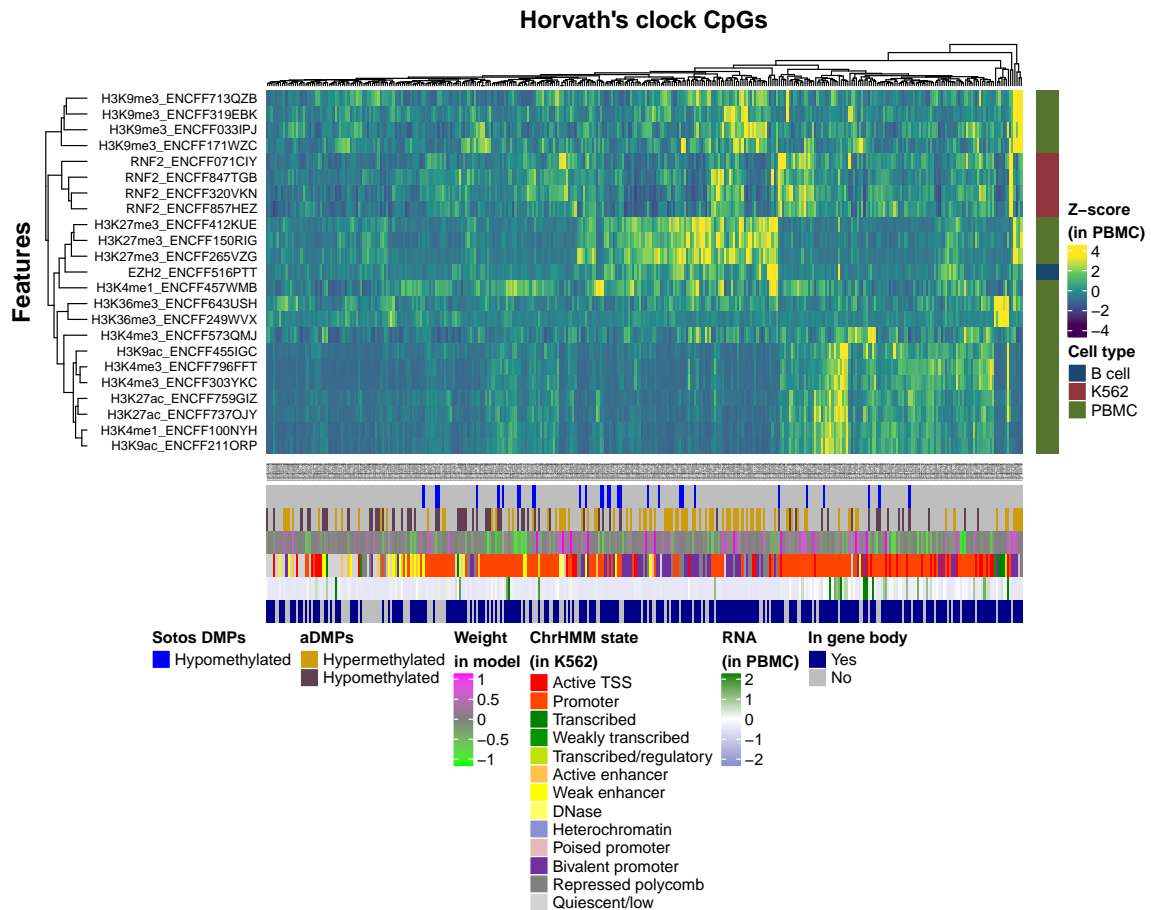 Horvath's clock CpGs
Features
H3K9me3_ENCFF713QZB
H3K9me3_ENCFF319EBK
H3K9me3_ENCFF033IPJ
H3K9me3_ENCFF171WZC
RNF2_ENCFF071CIY
RNF2_ENCFF847TGB
RNF2_ENCFF320VKN
RNF2_ENCFF857HEZ
H3K27me3_ENCFF412KUE
H3K27me3_ENCFF150RIG
H3K27me3_ENCFF265VZG
EZH2_ENCFF516PTT
H3K4me1_ENCFF457WMB
H3K36me3_ENCFF643USH
H3K36me3_ENCFF249WVX
H3K4me3_ENCFF573QMJ
H3K9ac_ENCFF455IGC
H3K4me3_ENCFF796FFT
H3K4me3_ENCFF303YKC
H3K27ac_ENCFF759GIZ
H3K27ac_ENCFF737OJY
H3K4me1_ENCFF100NYH
H3K9ac_ENCFF211ORP
Z−score
(in PBMC)
4
2
0
−2
−4
Cell type
B cell
K562
PBMC
Sotos DMPs
Hypomethylated
aDMPs
Hypermethylated
Hypomethylated
Weight
in model
1
0.5
0
−0.5
−1
ChrHMM state
(in K562)
Active TSS
Promoter
Transcribed
Weakly transcribed
Transcribed/regulatory
Active enhancer
Weak enhancer
DNase
Heterochromatin
Poised promoter
Bivalent promoter
Repressed polycomb
Quiescent/low
RNA
(in PBMC)
2
1
0
−1
−2
In gene body
Yes
No